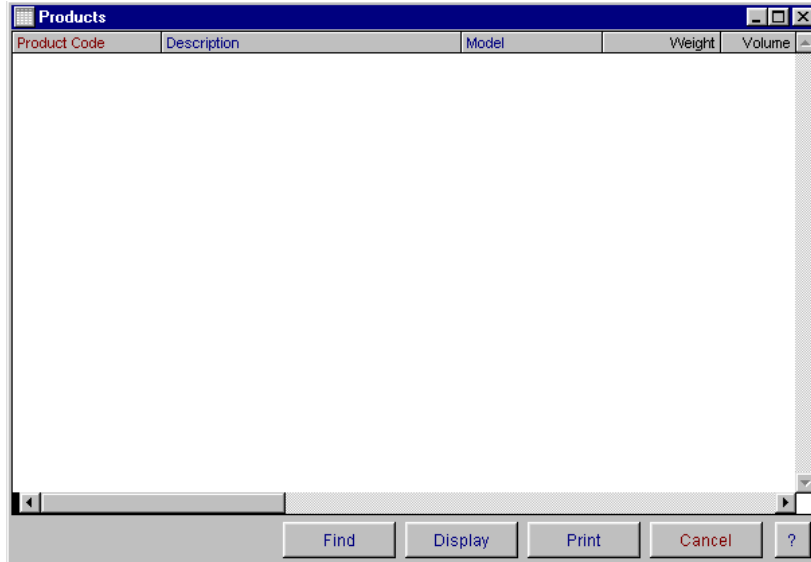 Products
Product Code Description Model Weight Volume
Find Display Print Cancel ?